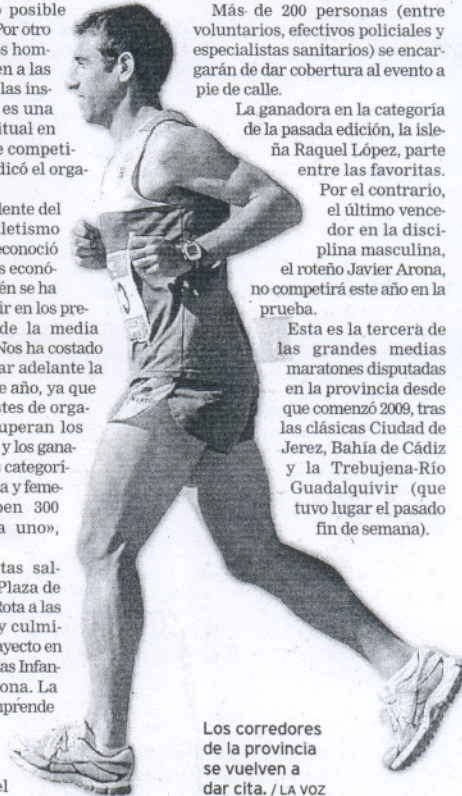 posible
Por otro
s hom-
en a las
las ins-
es una
itual en
e competi-
dicó el orga-
dente del
letismo
econoció
s econó-
én se ha
ir en los pre-
de la media
Nos ha costado
ar adelante la
e año, ya que
stes de orga-
uperan los
y los gana-
s categorí-
a y feme-
ben 300
a uno»,
tas sal-
Plaza de
Rota a las
y culmi-
yecto en
as Infan-
ona. La
nprende
el
Más de 200 personas (entre
voluntarios, efectivos policiales y
especialistas sanitarios) se encar-
garán de dar cobertura al evento a
pie de calle.
La ganadora en la categoría
de la pasada edición, la isle-
ña Raquel López, parte
entre las favoritas.
Por el contrario,
el último vence-
dor en la disci-
plina masculina,
el roteño Javier Arona,
no competirá este año en la
prueba.
Esta es la tercera de
las grandes medias
maratones disputadas
en la provincia desde
que comenzó 2009, tras
las clásicas Ciudad de
Jerez, Bahía de Cádiz
y la Trebujena-Río
Guadalquivir (que
tuvo lugar el pasado
fin de semana).
Los corredores
de la provincia
se vuelven a
dar cita. / LA VOZ